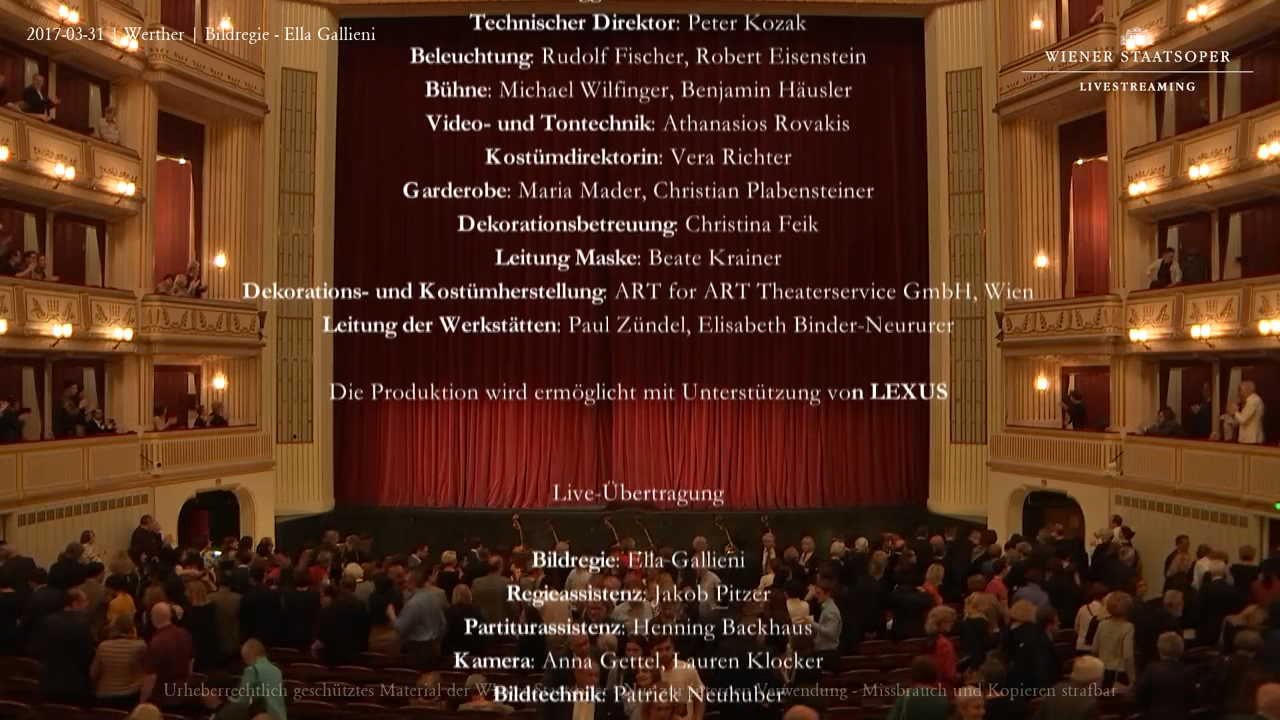 2017-03-31 | Werther | Bildregie - Ella Gallieni
WIENER STAATSOPER
LIVESTREAMING
Technischer Direktor: Peter Kozak
Beleuchtung: Rudolf Fischer, Robert Eisenstein
Bühne: Michael Wilfinger, Benjamin Häusler
Video- und Tontechnik: Athanasios Rovakis
Kostümdirektorin: Vera Richter
Garderobe: Maria Mader, Christian Plabensteiner
Dekorationsbetreuung: Christina Feik
Leitung Maske: Beate Krainer
Dekorations- und Kostümherstellung: ART for ART Theaterservice GmbH, Wien
Leitung der Werkstätten: Paul Zündel, Elisabeth Binder-Neururer
Die Produktion wird ermöglicht mit Unterstützung von LEXUS
Live-Übertragung
Bildregie: Ella Gallieni
Regieassistenz: Jakob Pitzer
Partiturassistenz: Henning Backhaus
Kamera: Anna Gettel, Lauren Klocker
Bildtechnik: Patrick Neuhuber
Urheberrechtlich geschütztes Material der Verwendung - Missbrauch und Kopieren strafbar